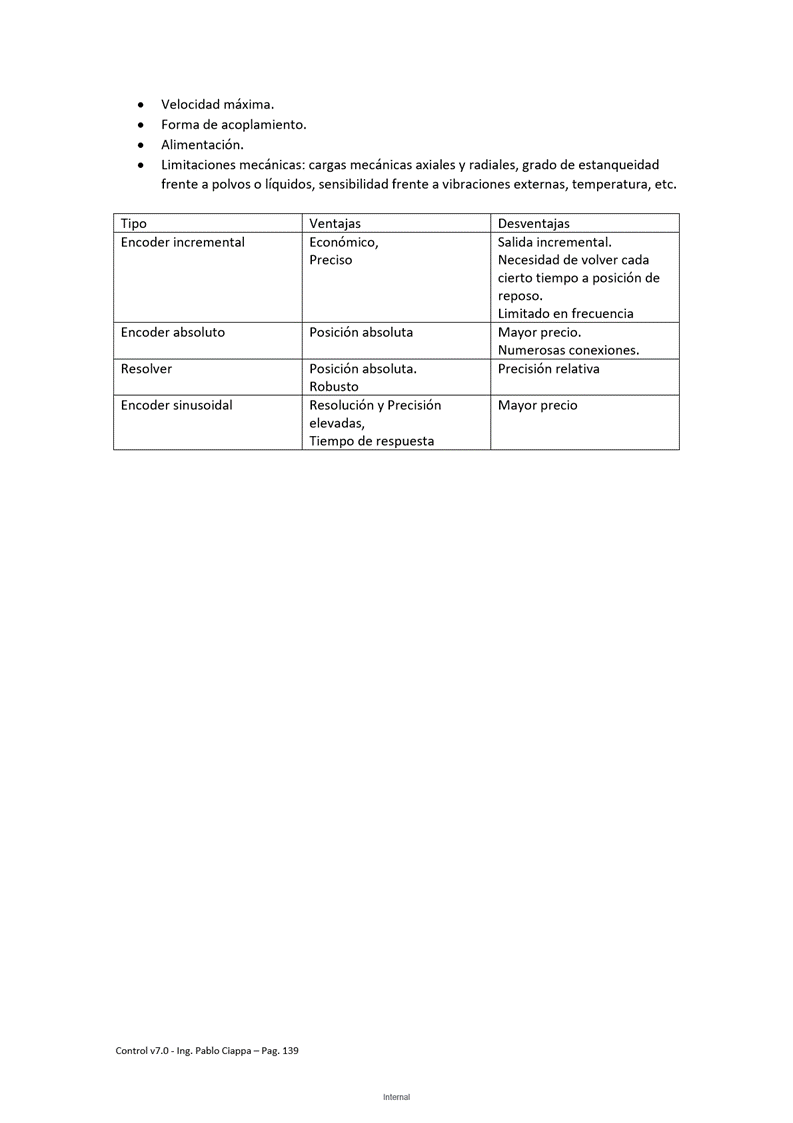 • Velocidad máxima.
• Forma de acoplamiento.
• Alimentación.
• Limitaciones mecánicas: cargas mecánicas axiales y radiales, grado de estanqueidad
frente a polvos o líquidos, sensibilidad frente a vibraciones externas, temperatura, etc.
Tipo
Ventajas
Desventajas
Encoder incremental
Económico,
Preciso
Salida incremental.
Necesidad de volver cada
cierto tiempo a posición de
reposo.
Limitado en frecuencia
Encoder absoluto
Posición absoluta
Mayor precio.
Numerosas conexiones.
Resolver
Posición absoluta.
Robusto
Precisión relativa
Encoder sinusoidal
Resolución y Precisión
elevadas,
Tiempo de respuesta
Mayor precio
Control v7.0 - Ing. Pablo Ciappa – Pag. 139
Internal